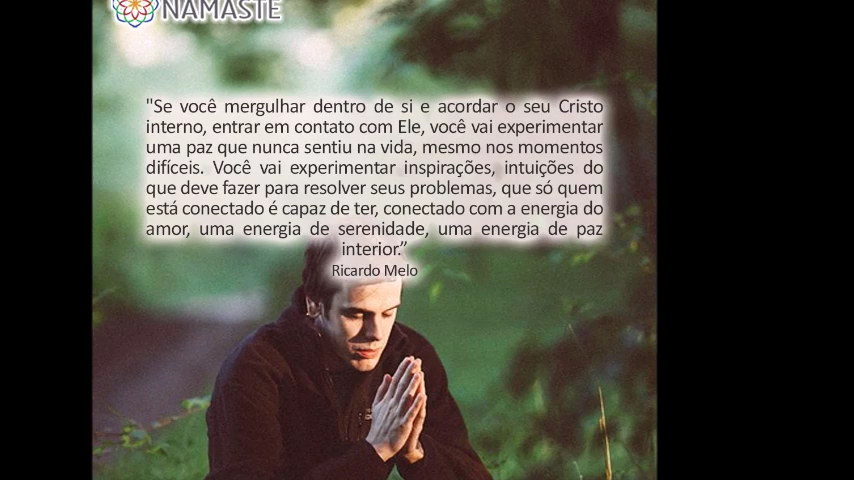 NAMASTE
"Se você mergulhar dentro de si e acordar o seu Cristo
interno, entrar em contato com Ele, você vai experimentar
uma paz que nunca sentiu na vida, mesmo nos momentos
difíceis. Você vai experimentar inspirações, intuições do
que deve fazer para resolver seus problemas, que só quem
está conectado é capaz de ter, conectado com a energia do
amor, uma energia de serenidade, uma energia de paz
interior.”
Ricardo Melo